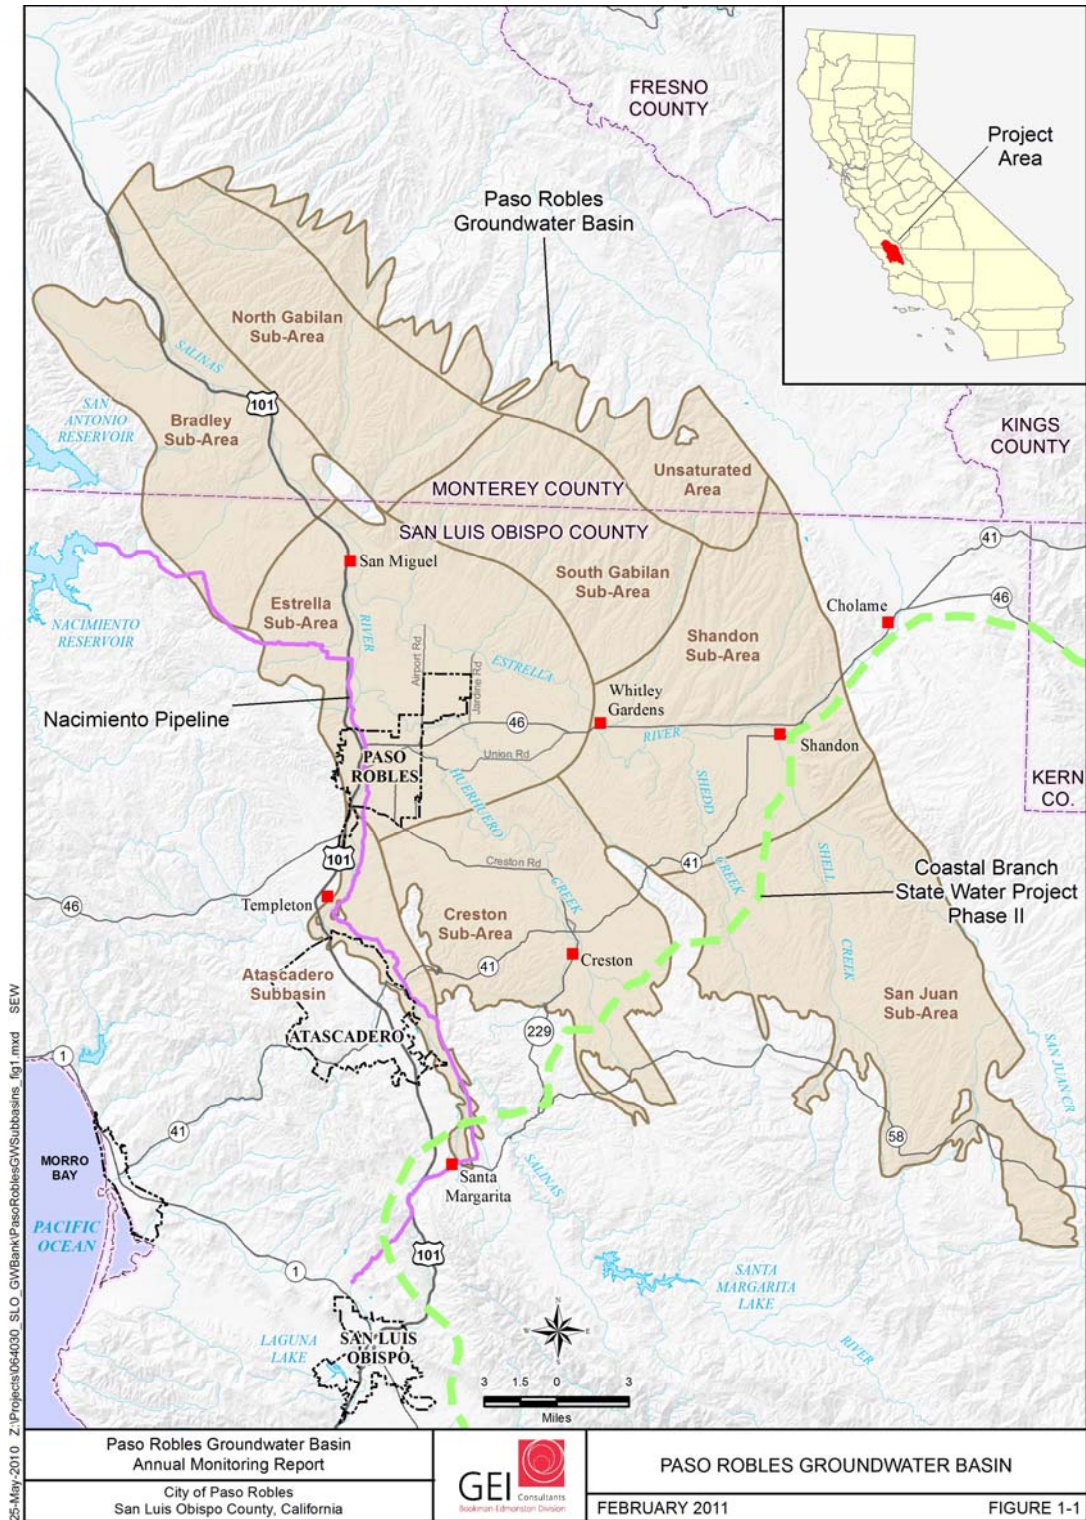 FRESNO
COUNTY
Project
Area
Paso Robles
Groundwater Basin
North Gabilan
Sub-Area
SALINAS
101
SAN
ANTONIO
RESERVOIR
Bradley
Sub-Area
KINGS
COUNTY
Unsaturated
Area
MONTEREY COUNTY
SAN LUIS OBISPO COUNTY
41
San Miguel
South Gabilan
Sub-Area
Estrella
Sub-Area
Cholame
46
NACIMIENTO
RESERVOIR
RIVER
Airport Rd
ESTRELLA
Jardine Rd
Shandon
Sub-Area
Whitley
Gardens
Nacimiento Pipeline
46
RIVER
Shandon
Union Rd
PASO
ROBLES
HUERHUERO
SHEDD
KERN
CO.
101
Creston Rd
41
CREEK
CREEK
SHELL
Coastal Branch
State Water Project
Phase II
46
Templeton
Creston
Sub-Area
41
Creston
CREEK
Atascadero
Subbasin
San Juan
Sub-Area
229
ATASCADERO
SAN JUAN CR
1
41
58
MORRO
BAY
Santa
Margarita
SALINAS
PACIFIC
OCEAN
101
1
SANTA
MARGARITA
LAKE
LAGUNA
LAKE
SAN LUIS
OBISPO
N
W
E
S
RIVER
3 1.5 0 3
Miles
25-May-2010 Z:\Projects\064030_SLO_GWBank\PasoRoblesGWSubbasins_fig1.mxd SEW
Paso Robles Groundwater Basin
Annual Monitoring Report
City of Paso Robles
San Luis Obispo County, California
GEI Consultants
Bookman-Edmonston Division
PASO ROBLES GROUNDWATER BASIN
FEBRUARY 2011
FIGURE 1-1